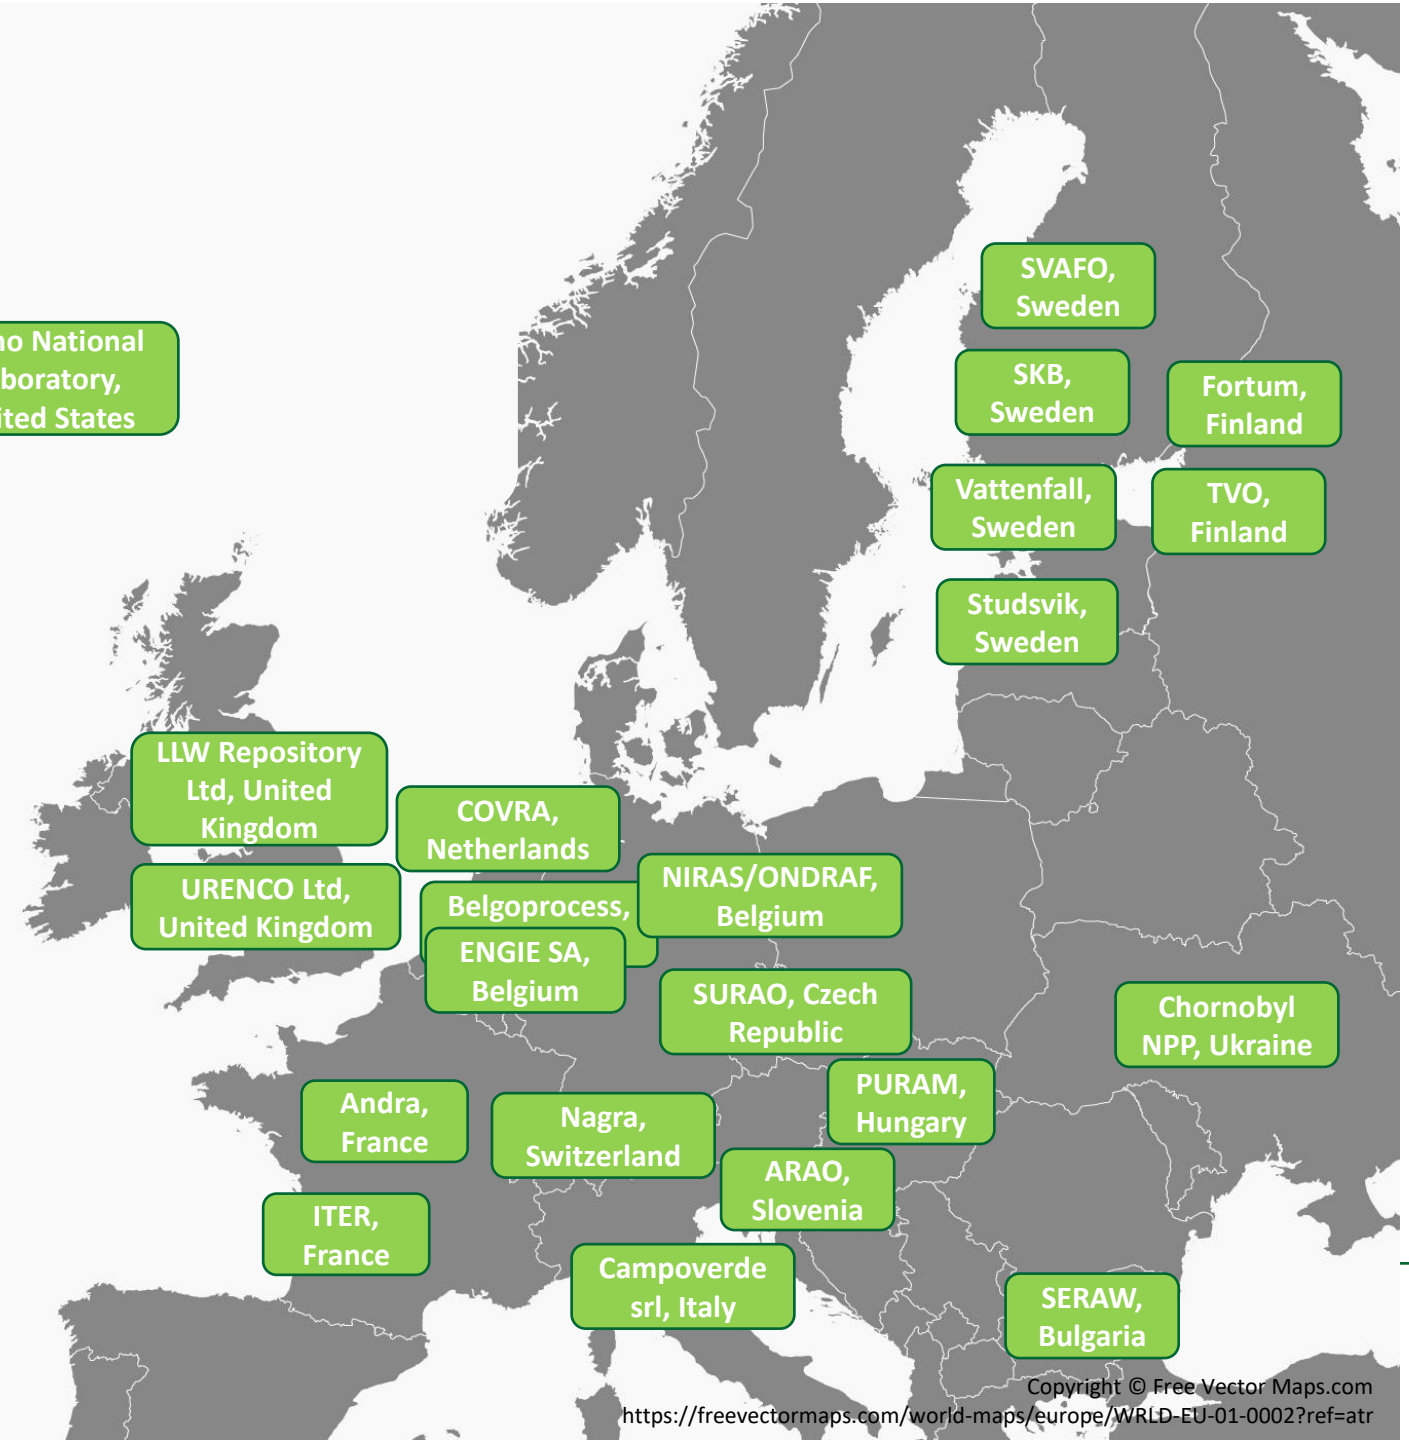 SVAFO,
Sweden
National
United States
SKB,
Sweden
Fortum,
Finland
Vattenfall,
Sweden
TVO,
Finland
Studsvik,
Sweden
LLW Repository
Ltd, United
Kingdom
COVRA,
Netherlands
URENCO Ltd,
United Kingdom
Belgoprocess,
NIRAS/ONDRAF,
Belgium
ENGIE SA,
Belgium
SURAO, Czech
Republic
Chornobyl
NPP, Ukraine
PURAM,
Hungary
Andra,
France
Nagra,
Switzerland
ARAO,
Slovenia
ITER,
France
Campoverde
srl, Italy
SERAW,
Bulgaria
Copyright © Free Vector Maps.com
https://freevectormaps.com/world-maps/europe/WRLD-EU-01-0002?ref=atr